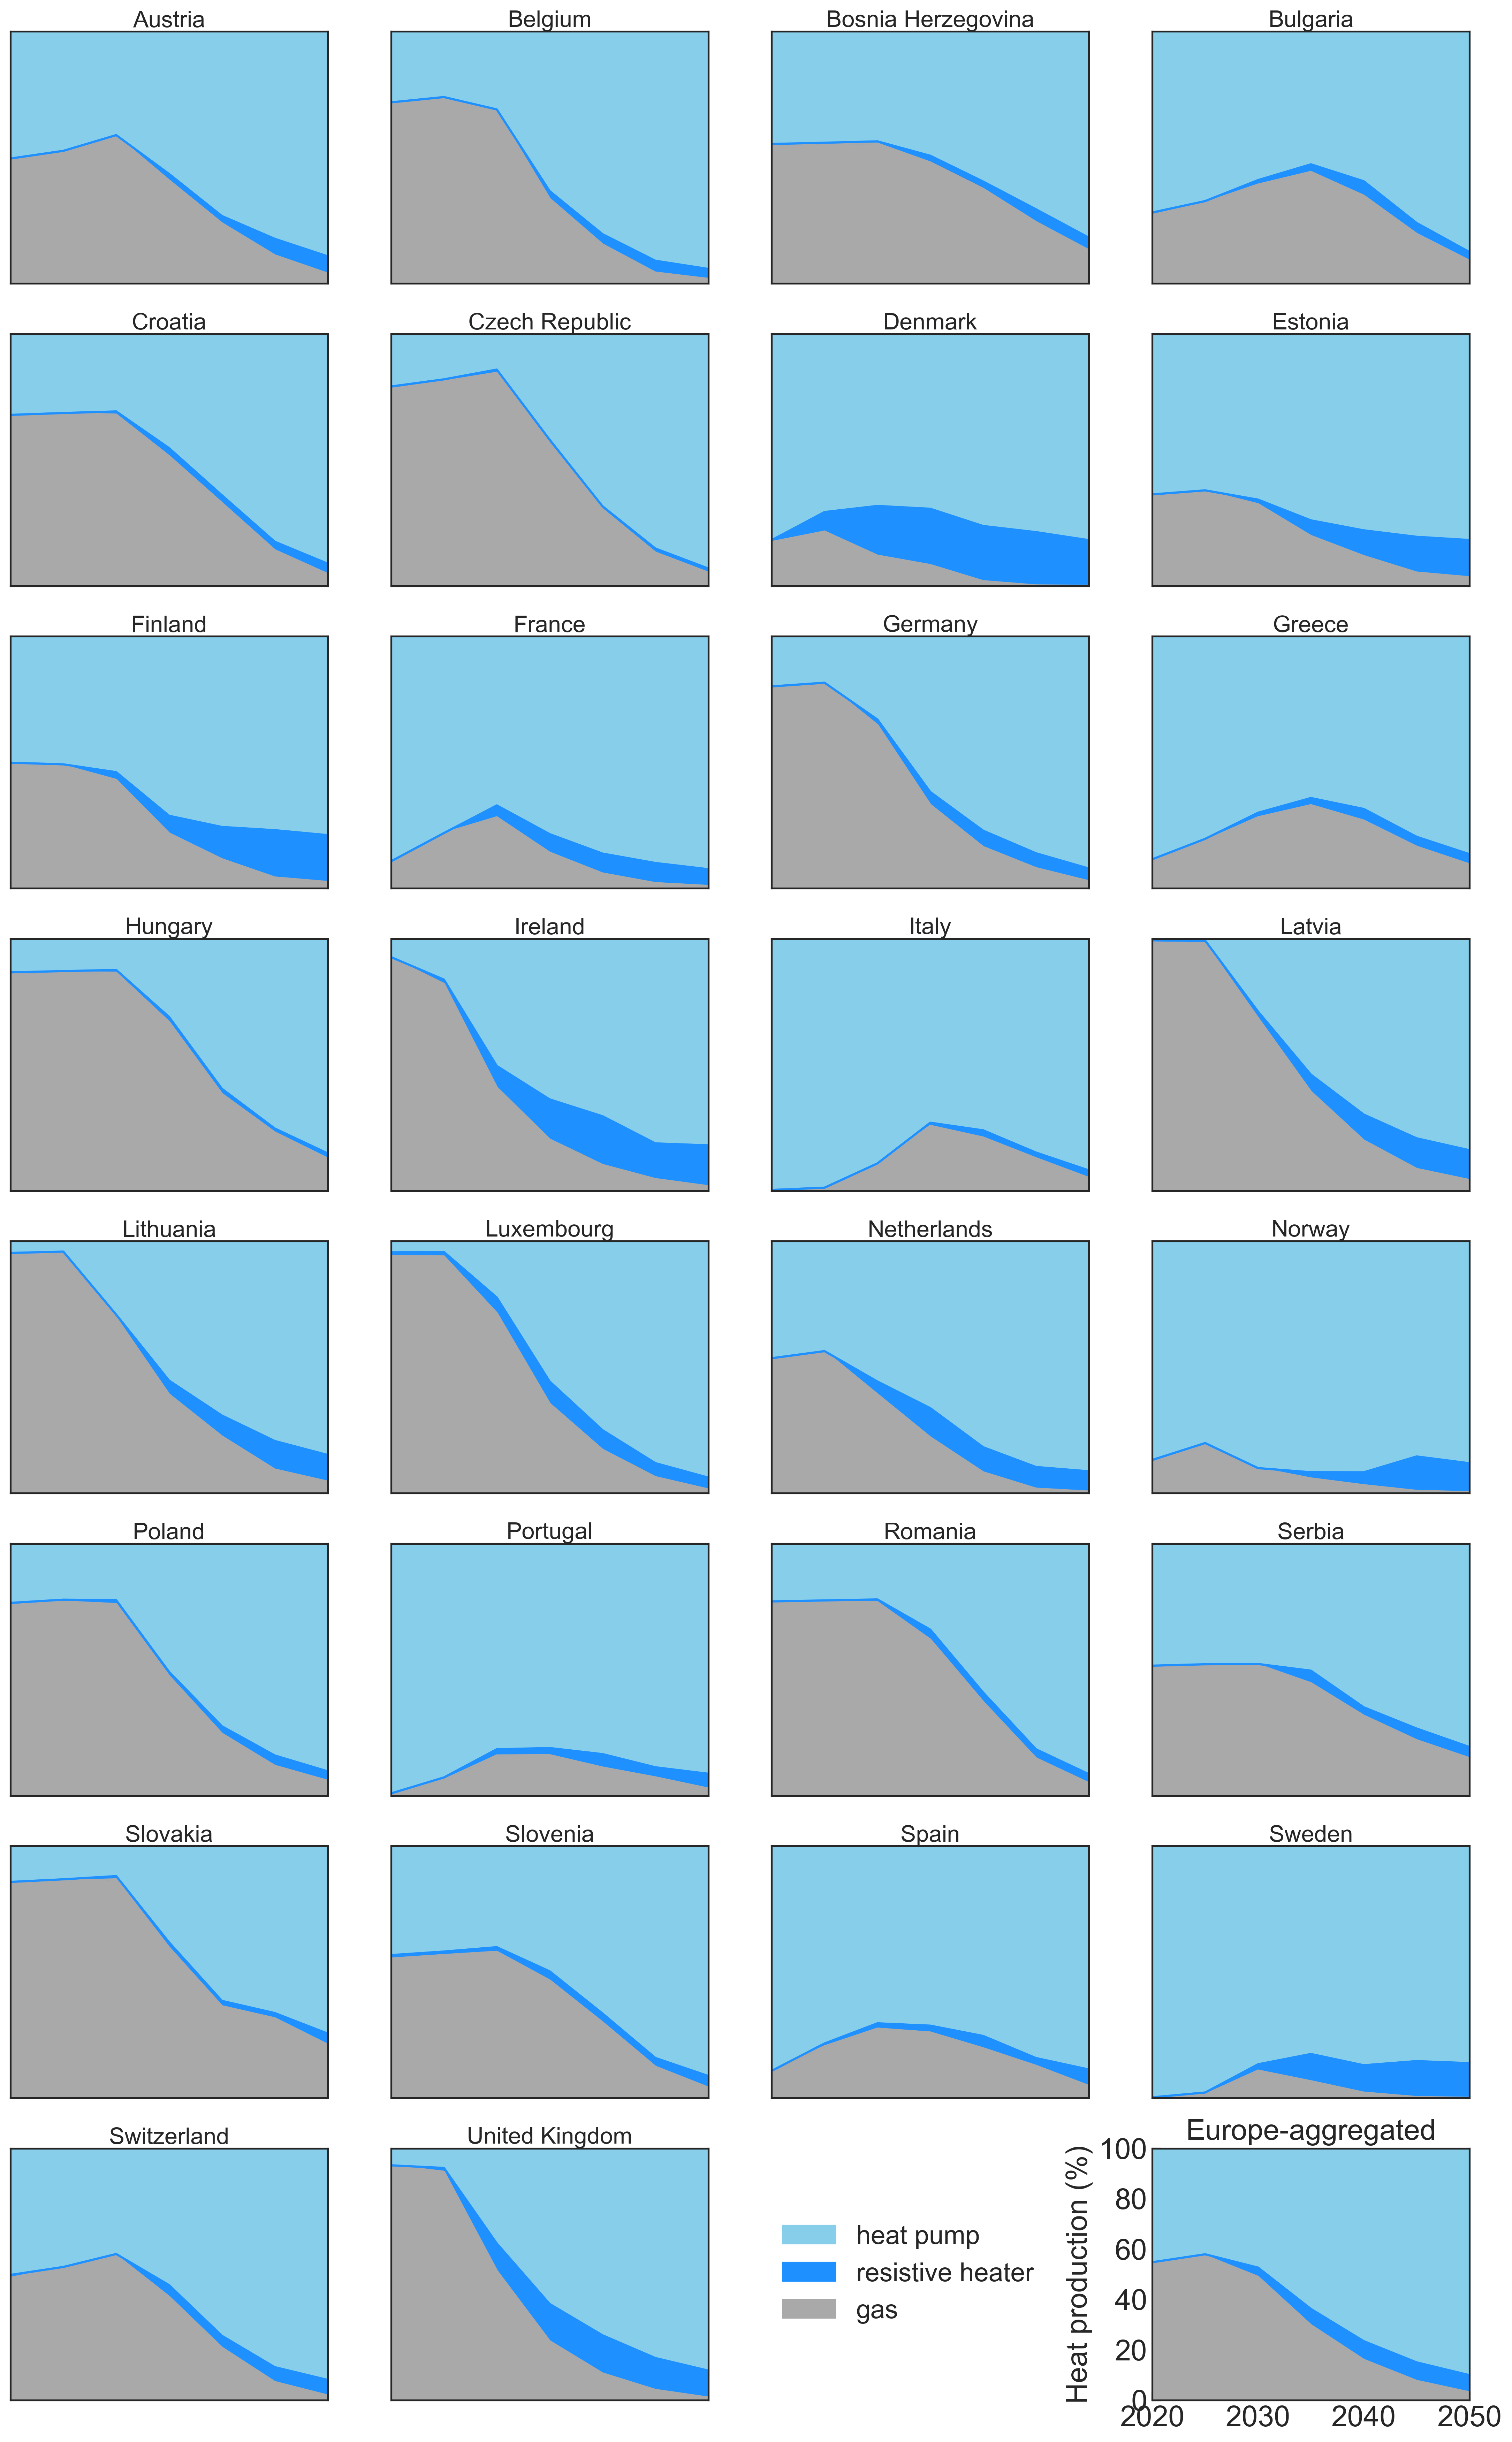 Austria
Belgium
Bosnia Herzegovina
Bulgaria
Croatia
Czech Republic
Denmark
Estonia
Finland
France
Germany
Greece
Hungary
Ireland
Italy
Latvia
Lithuania
Luxembourg
Netherlands
Norway
Poland
Portugal
Romania
Serbia
Slovakia
Slovenia
Spain
Sweden
Switzerland
United Kingdom
heat pump
resistive heater
gas
Europe-aggregated
Heat production (%)
100
80
60
40
20
0
2020
2030
2040
2050